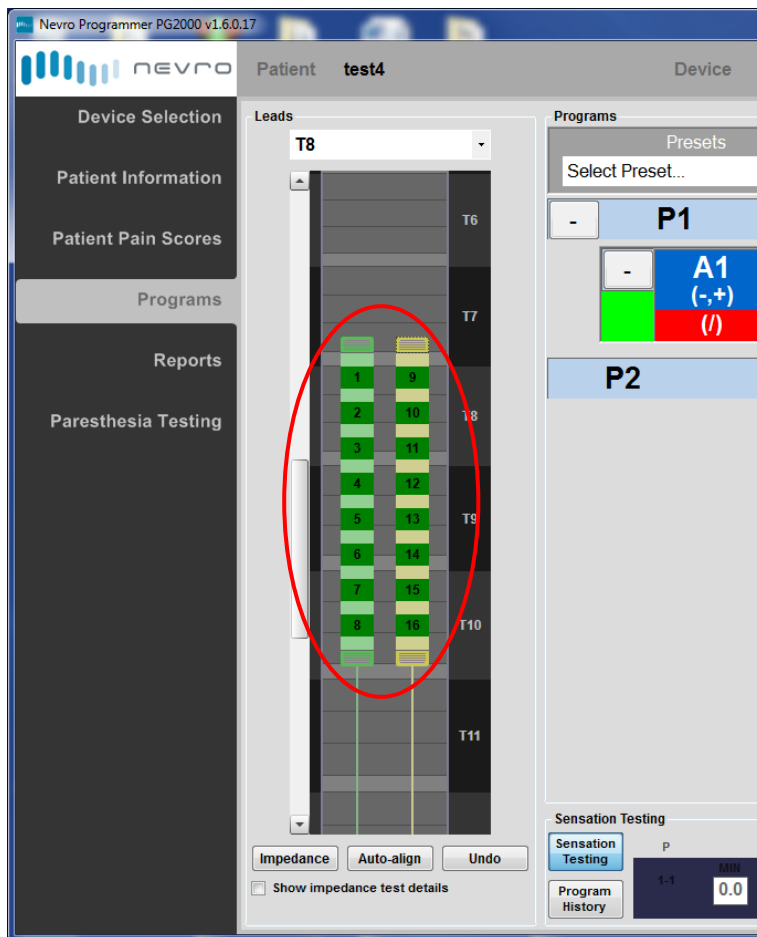 Nevro Programmer PG2000 v1.6.0.17
nevro
Patient test4 Device
Device Selection
Patient Information
Patient Pain Scores
Programs
Reports
Paresthesia Testing
Leads
T8
T6
T7
T8
T9
T10
T11
1 9
2 10
3 11
4 12
5 13
6 14
7 15
8 16
Impedance Auto-align Undo
Show impedance test details
Programs
Presets
Select Preset...
- P1
- A1
(-,+)
(/)
P2
Sensation Testing
Sensation
Testing
Program
History
P
1-1
MIN
0.0